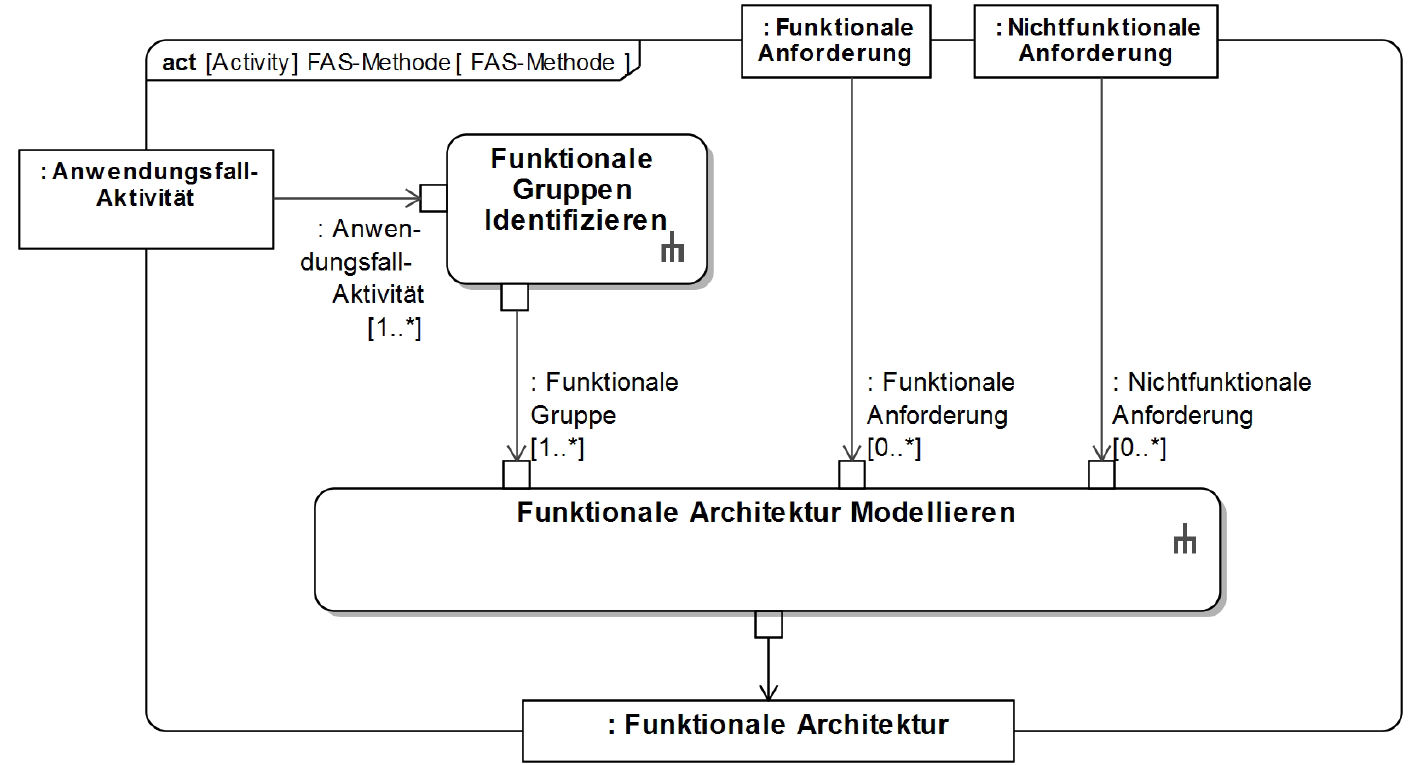 : Funktionale
Anforderung
: Nichtfunktionale
Anforderung
act [Activity] FAS-Methode [ FAS-Methode ]
: Anwendungsfall-
Aktivität
Funktionale
Gruppen
Identifizieren
: Anwen-
dungsfall-
Aktivität
[1..*]
: Funktionale
Gruppe
[1..*]
: Funktionale
Anforderung
[0..*]
: Nichtfunktionale
Anforderung
[0..*]
Funktionale Architektur Modellieren
: Funktionale Architektur